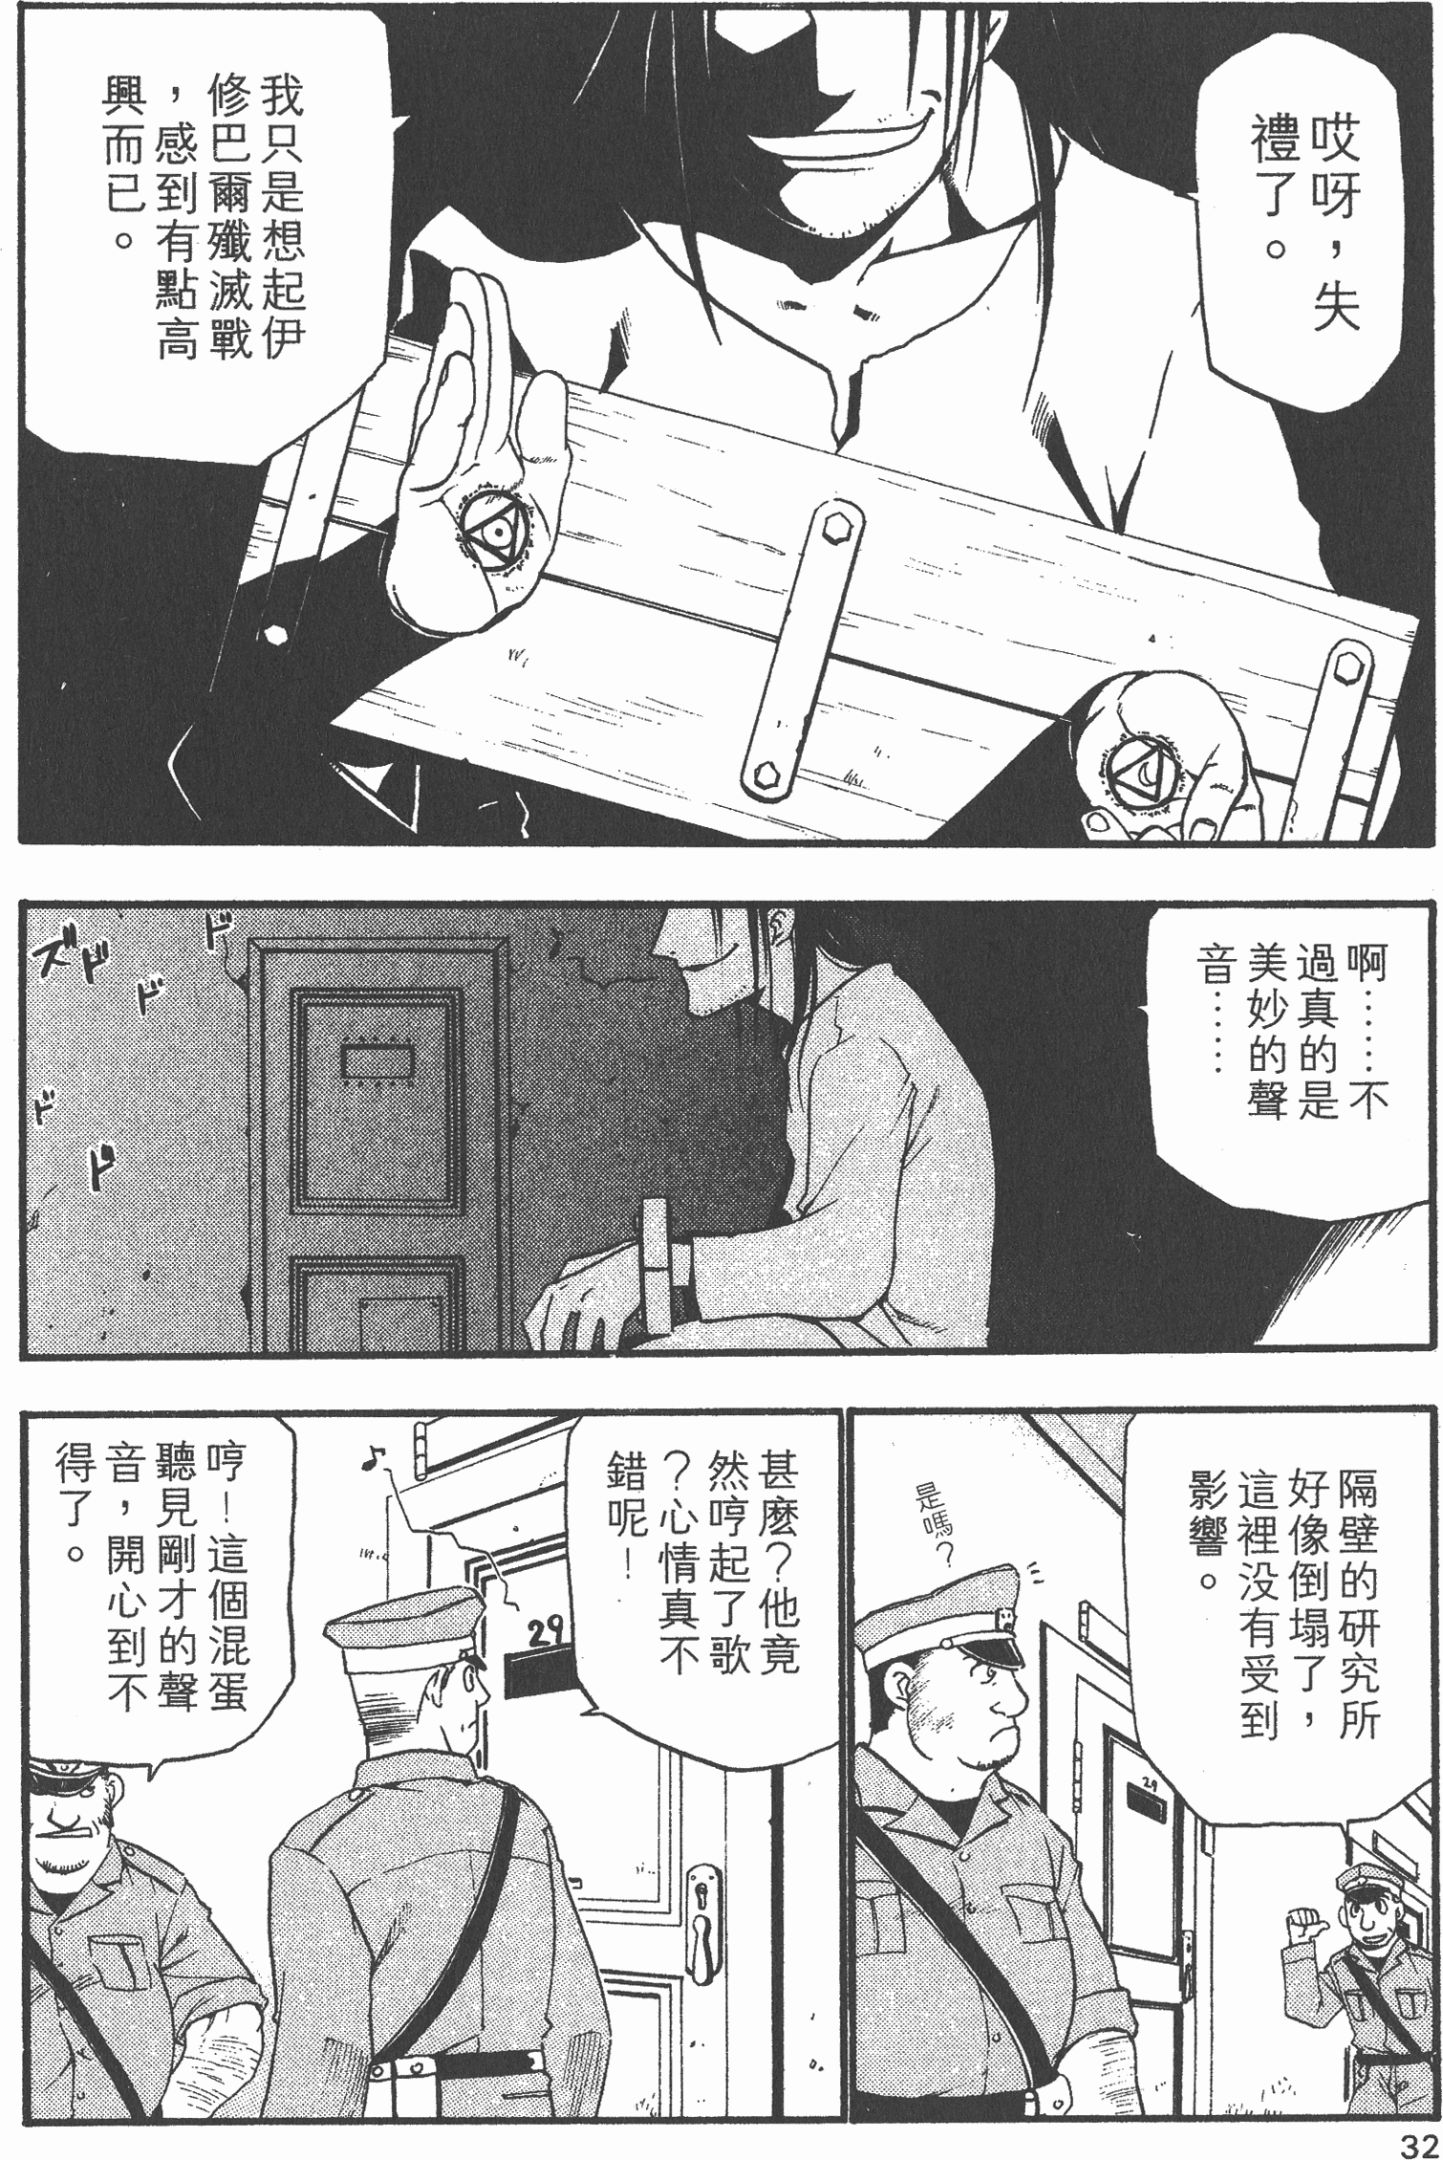 哎呀，失
禮了。
我只是想起伊
修巴爾殲滅戰
，感到有點高
興而已。
啊⋯⋯不
過真的是
美妙的聲
音⋯⋯
ド
ズド
ド
ド
ド
隔壁的研究所
好像倒塌了，
這裡没有受到
影響。
是嗎？
29
甚麼？他竟
然哼起了歌
？心情真不
錯呢！
29
哼！這個混蛋
聽見剛才的聲
音，開心到不
得了。
32